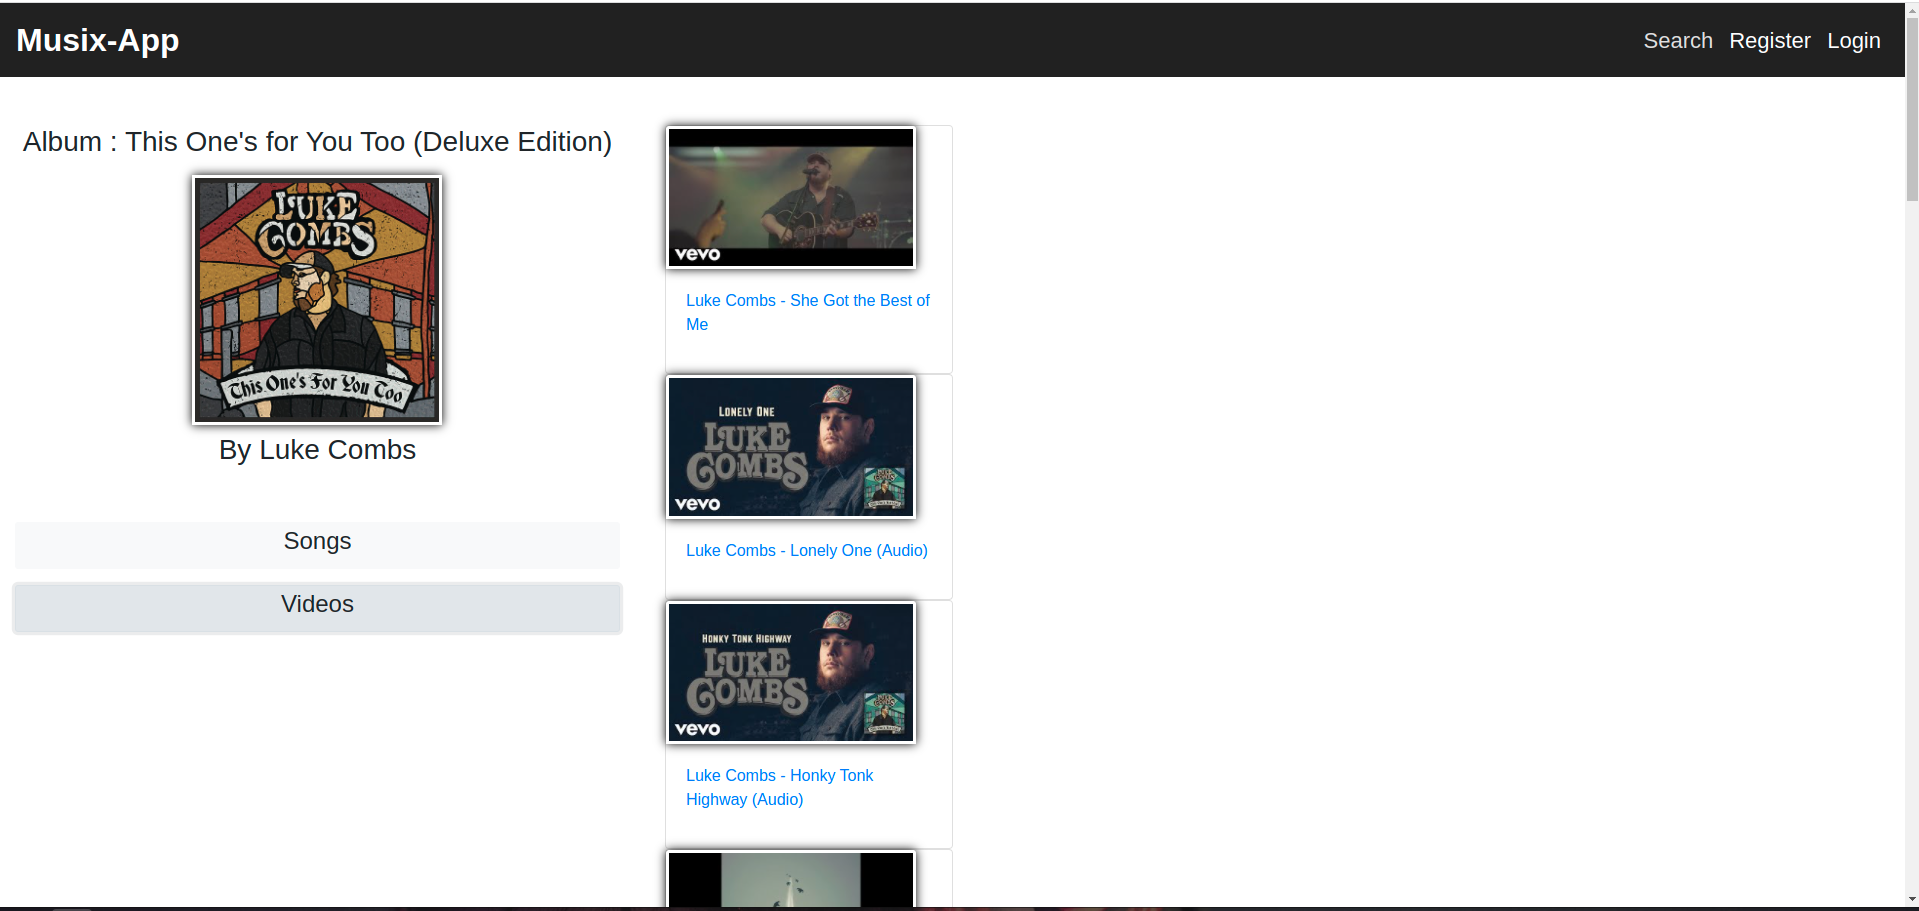 Musix-App
Search Register Login
Album : This One's for You Too (Deluxe Edition)
LUKE
COMBS
This One's For You Too
By Luke Combs
Songs
Videos
vevo
Luke Combs - She Got the Best of
Me
LONELY ONE
LUKE
COMBS
vevo
Luke Combs - Lonely One (Audio)
HONKY TONK HIGHWAY
LUKE
COMBS
vevo
Luke Combs - Honky Tonk
Highway (Audio)